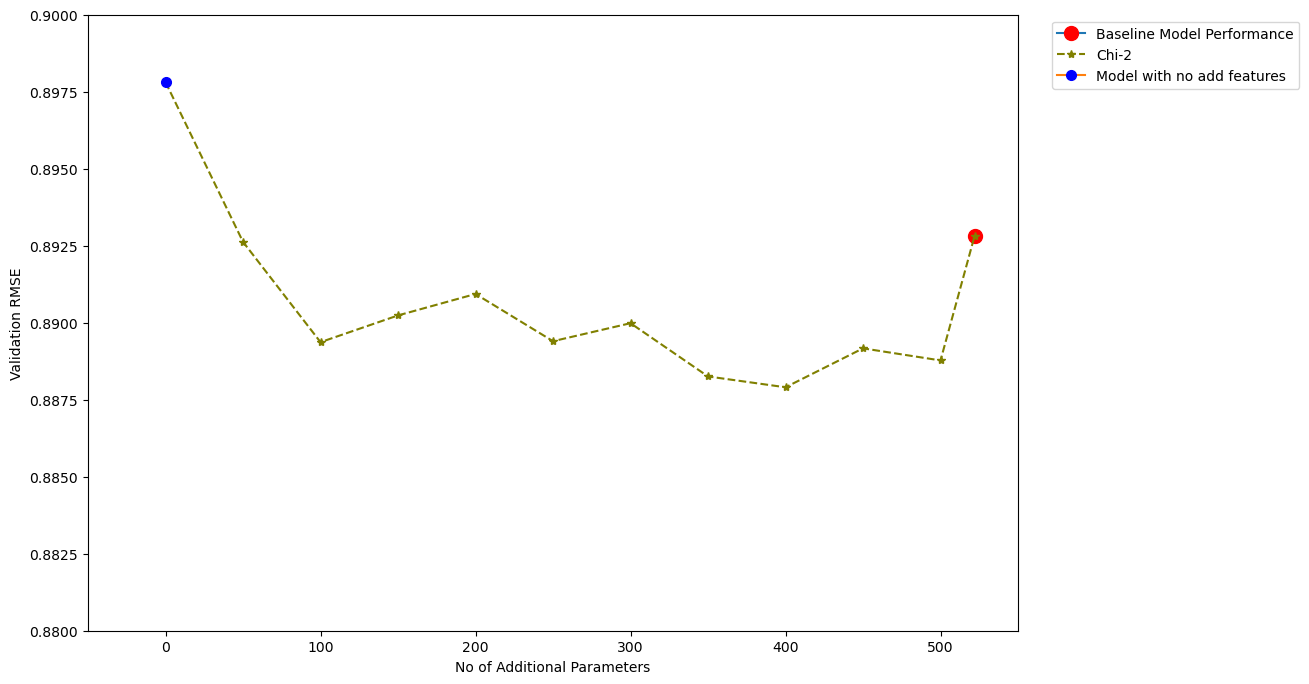 0.9000
0.8975
0.8950
0.8925
0.8900
0.8875
0.8850
0.8825
0.8800
Validation RMSE
0 100 200 300 400 500
No of Additional Parameters
Baseline Model Performance
Chi-2
Model with no add features